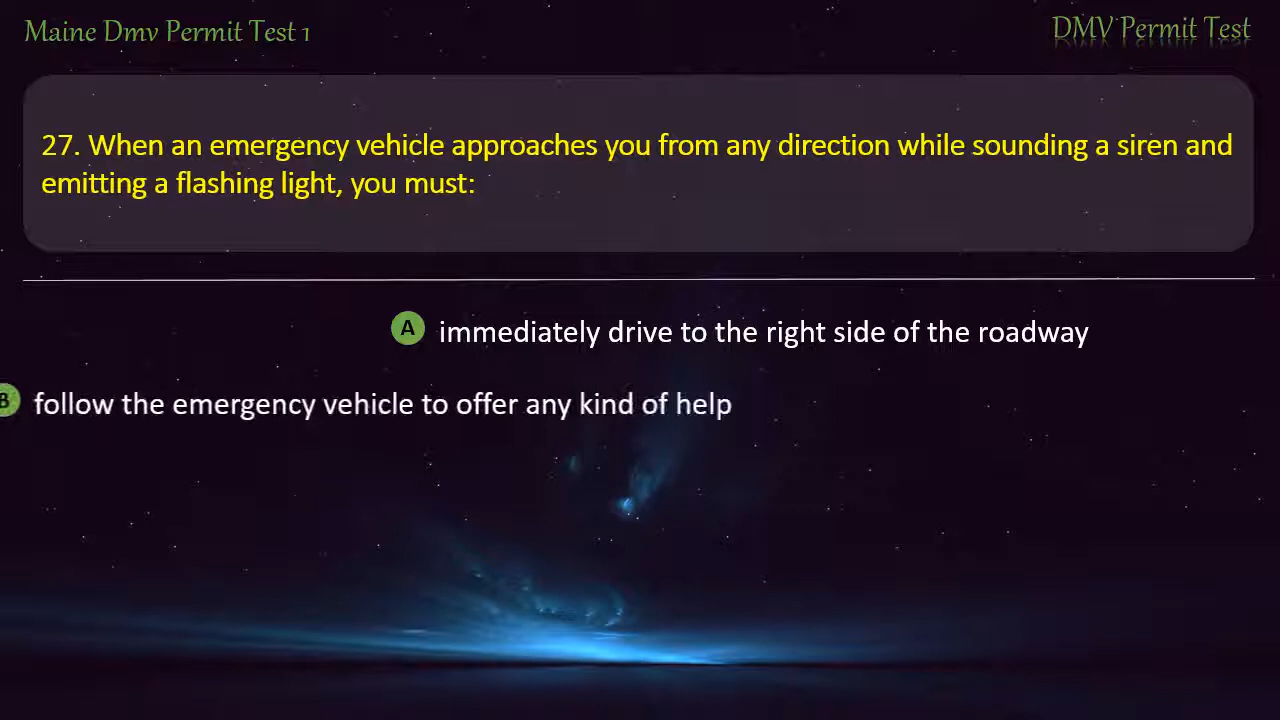 Maine Dmv Permit Test 1
DMV Permit Test
27. When an emergency vehicle approaches you from any direction while sounding a siren and
emitting a flashing light, you must:
A immediately drive to the right side of the roadway
B follow the emergency vehicle to offer any kind of help